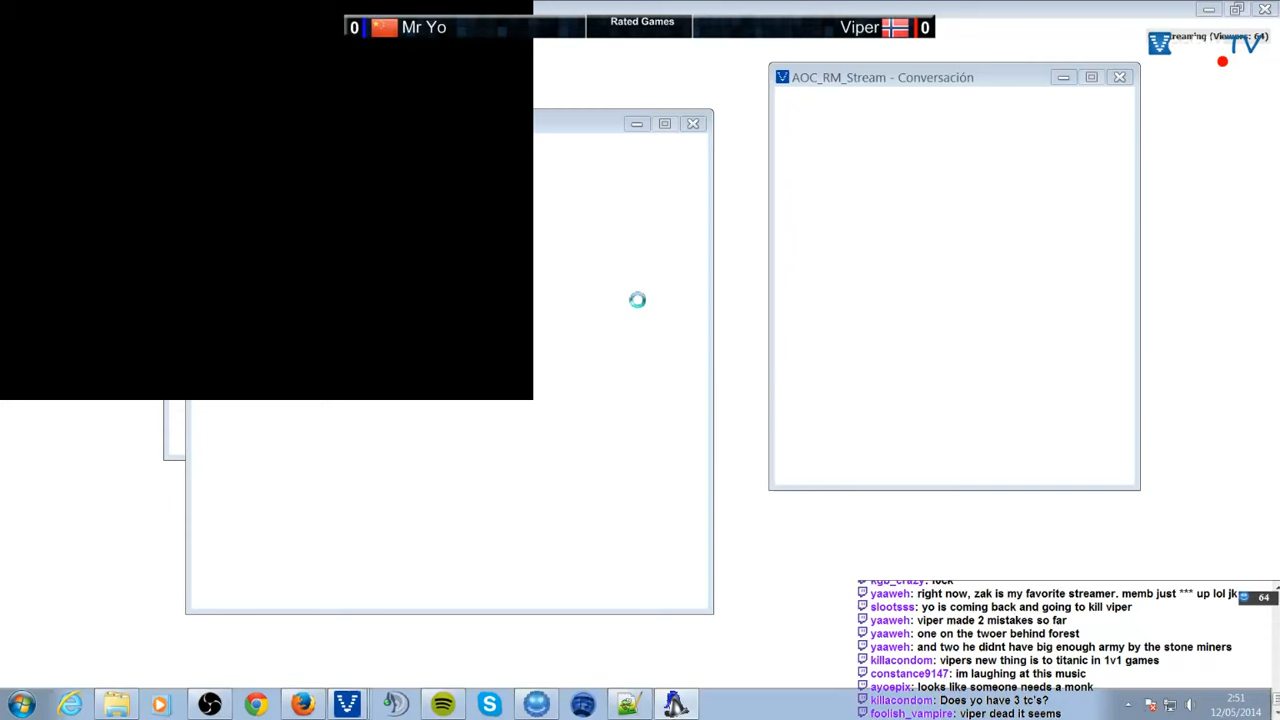 0 Mr Yo Rated Games Viper 0
treaming (Viewers: 64)
TV
AOC_RM_Stream - Conversación
yaaweh: right now, zak is my favorite streamer. memb just *** up lol jk
64
slootsss: yo is coming back and going to kill viper
yaaweh: viper made 2 mistakes so far
yaaweh: one on the twoer behind forest
yaaweh: and two he didnt have big enough army by the stone miners
killacondom: vipers new thing is to titanic in 1v1 games
constance9147: im laughing at this music
ayoepix: looks like someone needs a monk
killacondom: Does yo have 3 tc's?
foolish_vampire: viper dead it seems
2:51
12/05/2014